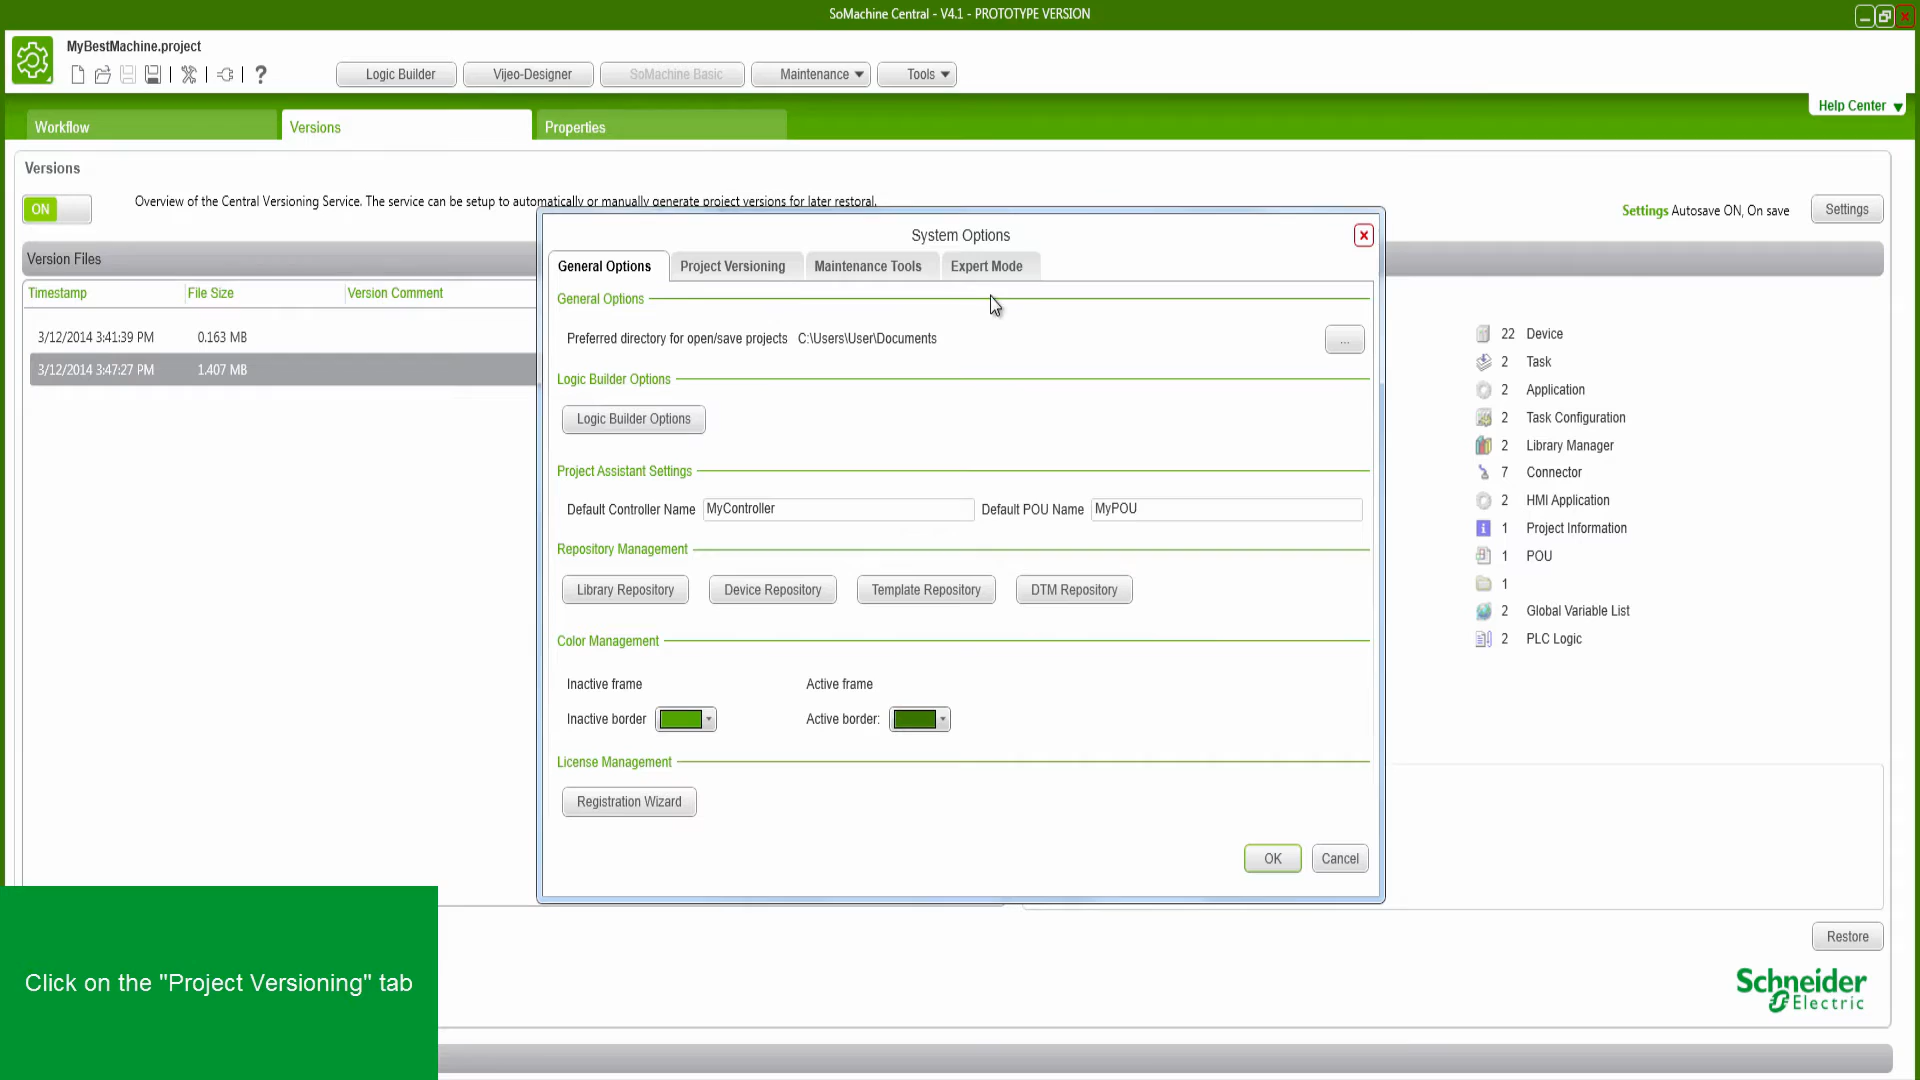 SoMachine Central - V4.1 - PROTOTYPE VERSION
MyBestMachine.project
Logic Builder
Vijeo-Designer
SoMachine Basic
Maintenance
Tools
Help Center
Workflow
Versions
Properties
Versions
ON
Overview of the Central Versioning Service. The service can be setup to automatically or manually generate project versions for later restoral.
Settings Autosave ON, On save
Settings
Version Files
Timestamp
File Size
Version Comment
3/12/2014 3:41:39 PM
0.163 MB
3/12/2014 3:47:27 PM
1.407 MB
System Options
General Options
Project Versioning
Maintenance Tools
Expert Mode
General Options
Preferred directory for open/save projects C:\Users\User\Documents
...
Logic Builder Options
Logic Builder Options
Project Assistant Settings
Default Controller Name MyController
Default POU Name MyPOU
Repository Management
Library Repository
Device Repository
Template Repository
DTM Repository
Color Management
Inactive frame
Active frame
Inactive border
Active border:
License Management
Registration Wizard
OK
Cancel
22 Device
2 Task
2 Application
2 Task Configuration
2 Library Manager
7 Connector
2 HMI Application
1 Project Information
1 POU
1
2 Global Variable List
2 PLC Logic
Restore
Schneider
Electric
Click on the "Project Versioning" tab